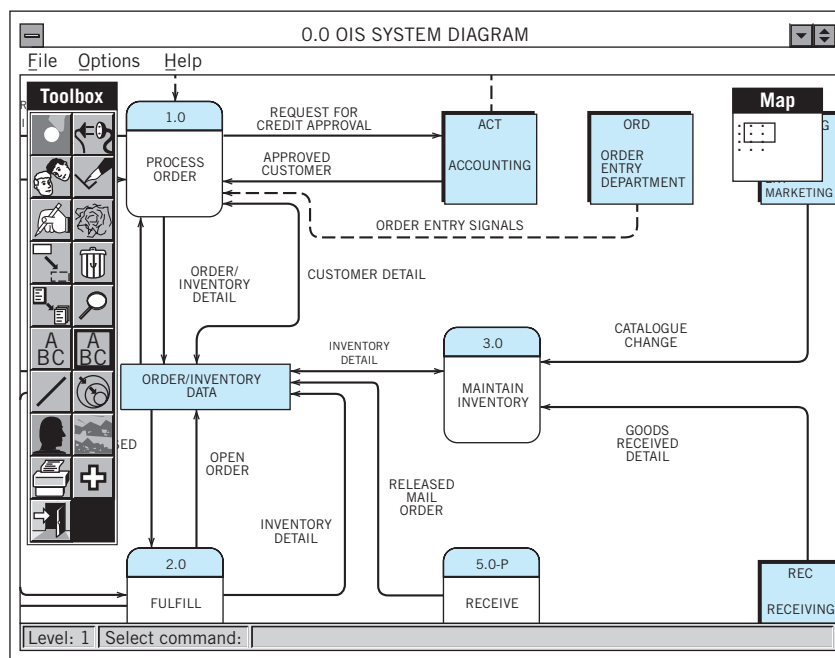 0.0 OIS SYSTEM DIAGRAM
File Options Help
Toolbox
Map
1.0
PROCESS
ORDER
REQUEST FOR
CREDIT APPROVAL
APPROVED
CUSTOMER
ACT
ACCOUNTING
ORD
ORDER
ENTRY
DEPARTMENT
G
MARKETING
ORDER ENTRY SIGNALS
ORDER/
INVENTORY
DETAIL
CUSTOMER DETAIL
A
BC
A
BC
INVENTORY
DETAIL
3.0
MAINTAIN
INVENTORY
CATALOGUE
CHANGE
ORDER/INVENTORY
DATA
GOODS
RECEIVED
DETAIL
SED
OPEN
ORDER
RELEASED
MAIL
ORDER
INVENTORY
DETAIL
2.0
FULFILL
5.0-P
RECEIVE
REC
RECEIVING
Level: 1 Select command: